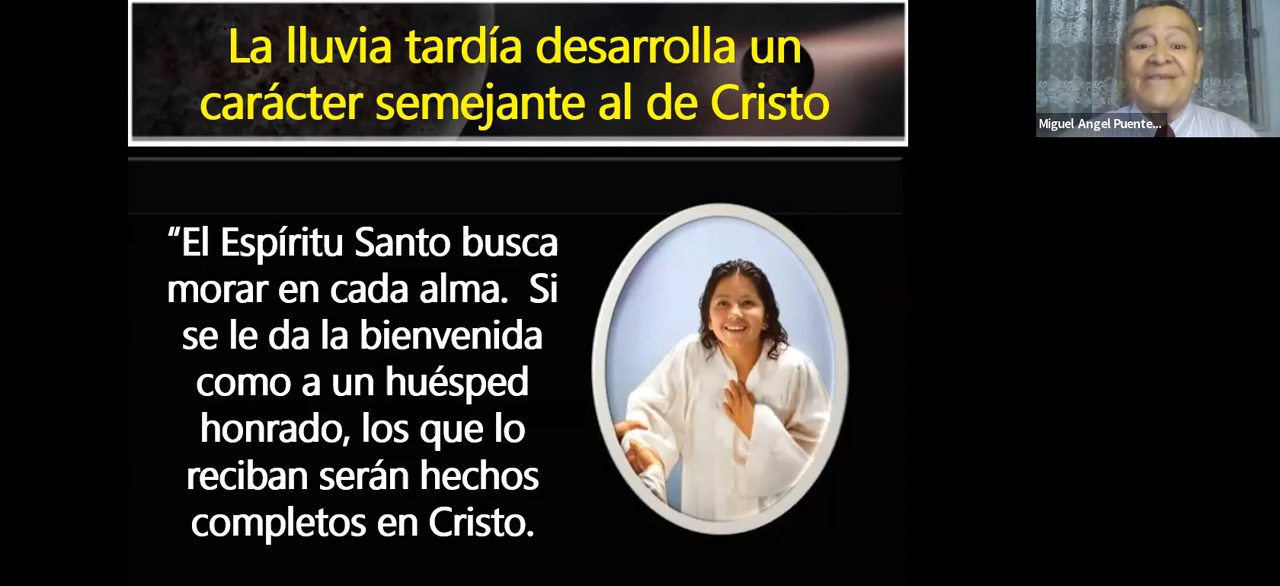 La lluvia tardía desarrolla un
carácter semejante al de Cristo
Miguel Angel Puente...
“El Espíritu Santo busca
morar en cada alma. Si
se le da la bienvenida
como a un huésped
honrado, los que lo
reciban serán hechos
completos en Cristo.